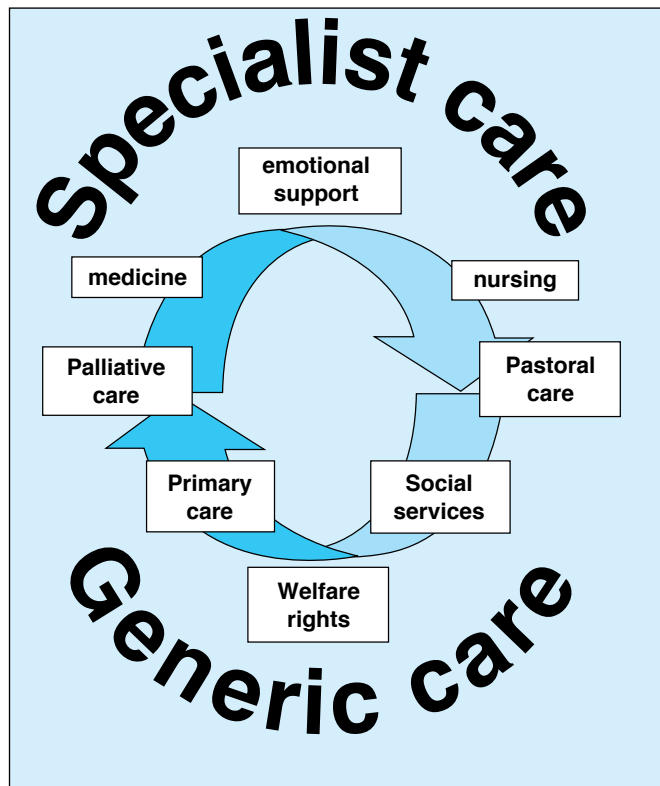 Specialist care
emotional
support
medicine
nursing
Palliative
care
Pastoral
care
Primary
care
Social
services
Welfare
rights
Generic care